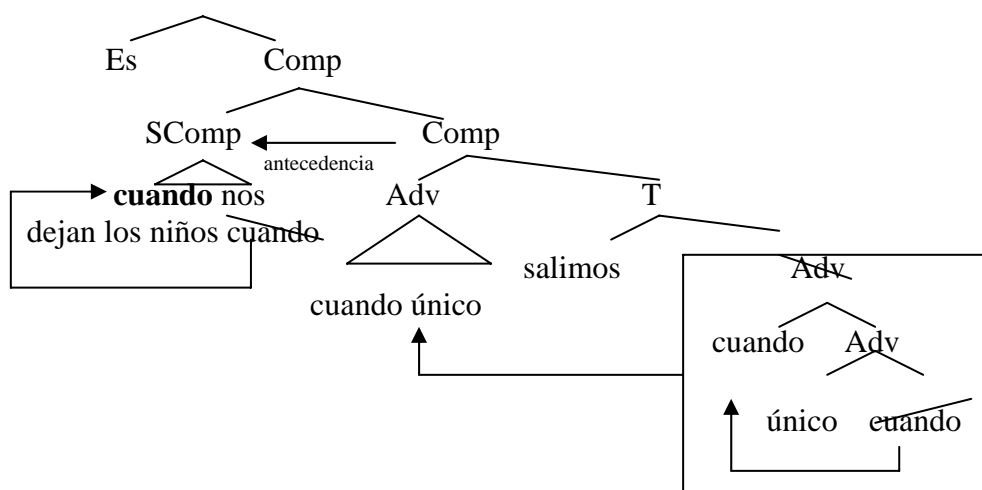 Es Comp
SComp Comp
antecedencia
cuando nos Adv T
dejan los niños cuando
salimos Adv
cuando único
cuando Adv
único cuando